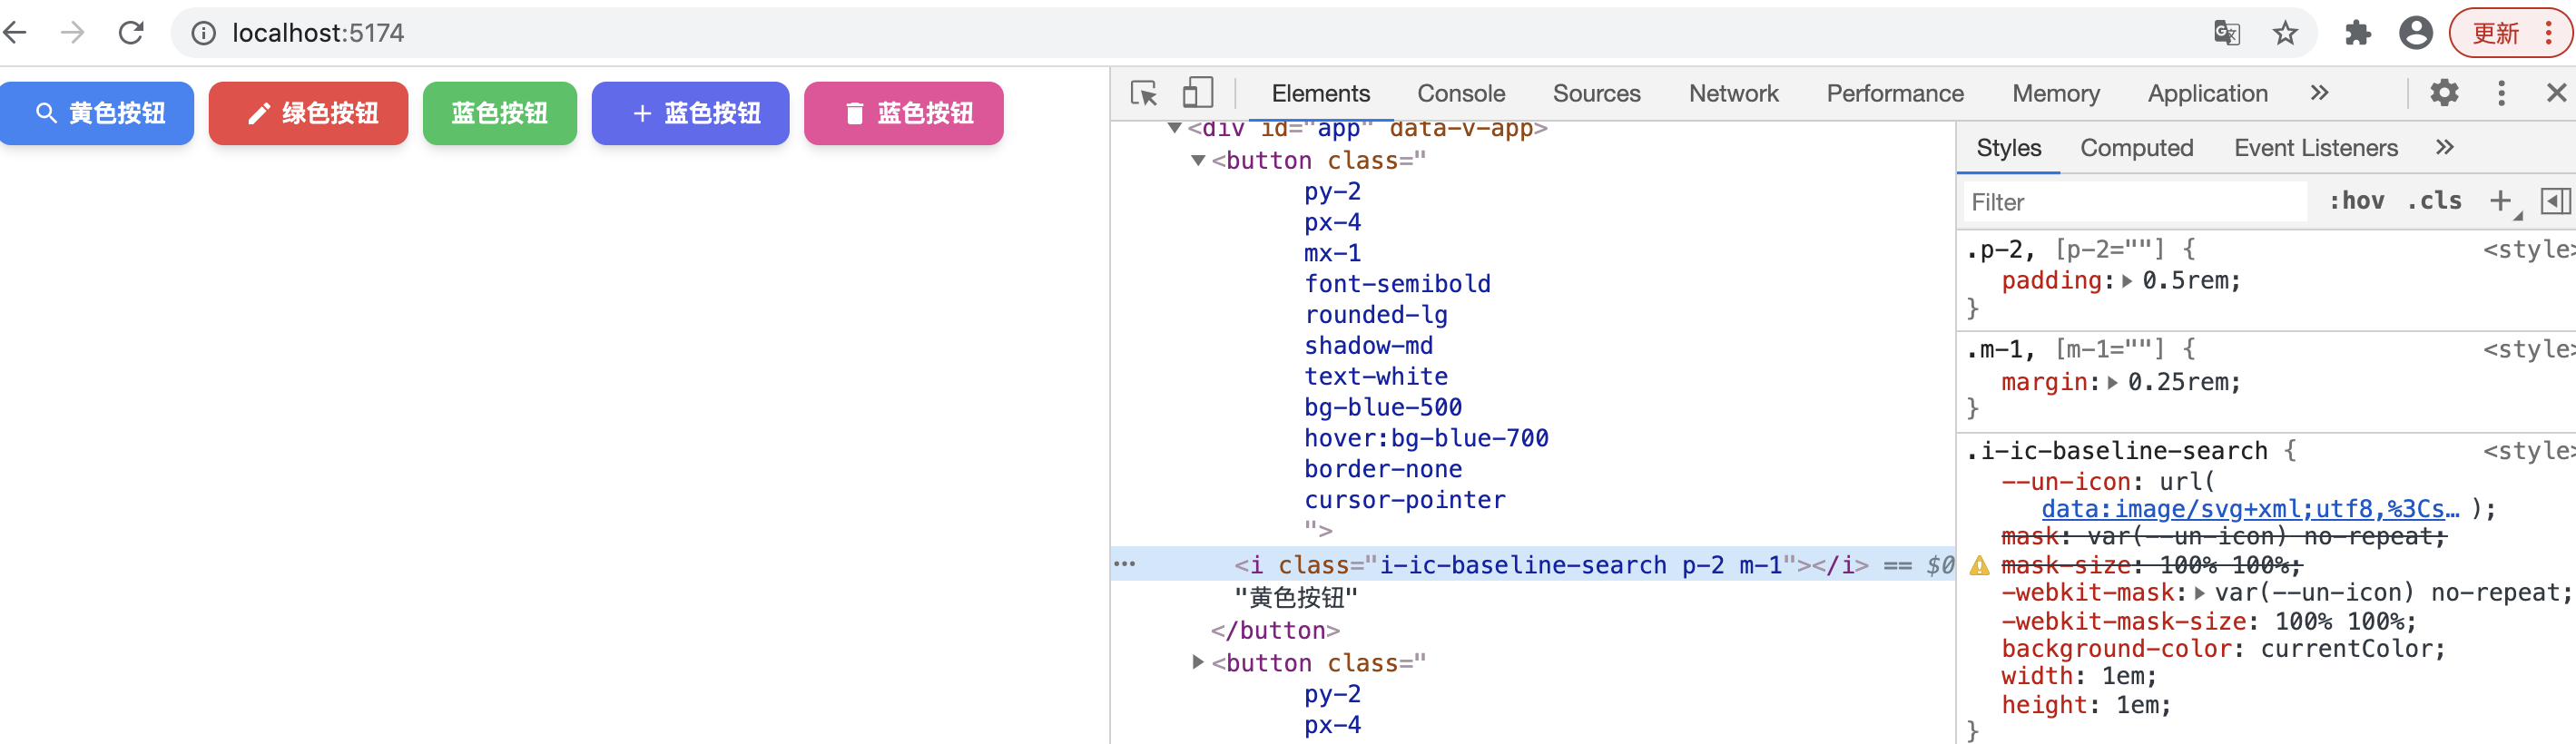 localhost:5174
更新
黄色按钮
绿色按钮
蓝色按钮
蓝色按钮
蓝色按钮
Elements Console Sources Network Performance Memory Application
<div id="app" data-v-app>
<button class="
py-2
px-4
mx-1
font-semibold
rounded-lg
shadow-md
text-white
bg-blue-500
hover:bg-blue-700
border-none
cursor-pointer
">
<i class="i-ic-baseline-search p-2 m-1"></i> == $0
"黄色按钮"
</button>
<button class="
py-2
px-4
Styles Computed Event Listeners
Filter :hov .cls
.p-2, [p-2=""] { <style>
padding: 0.5rem;
}
.m-1, [m-1=""] { <style>
margin: 0.25rem;
}
.i-ic-baseline-search { <style>
--un-icon: url(
data:image/svg+xml;utf8,%3Cs… );
mask: var(--un-icon) no-repeat;
mask-size: 100% 100%;
-webkit-mask: var(--un-icon) no-repeat;
-webkit-mask-size: 100% 100%;
background-color: currentColor;
width: 1em;
height: 1em;
}